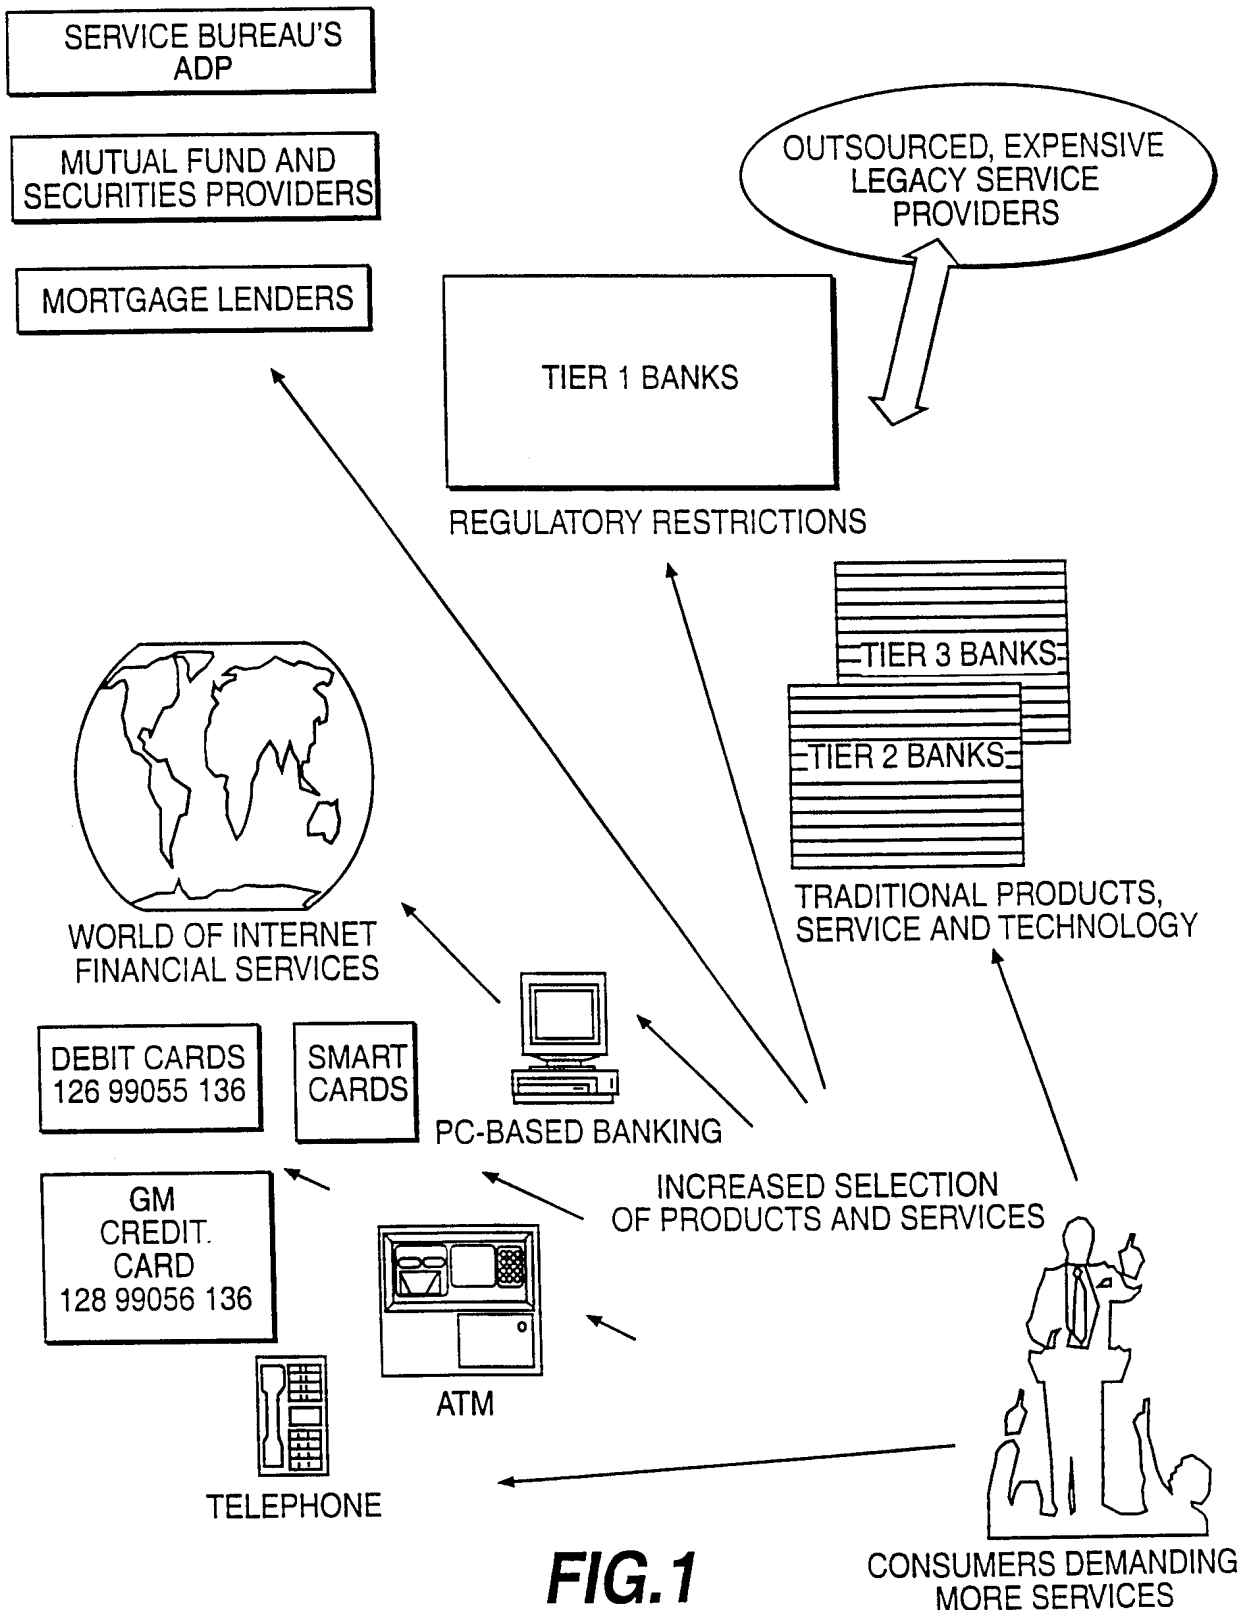 SERVICE BUREAU'S
ADP
MUTUAL FUND AND
SECURITIES PROVIDERS
MORTGAGE LENDERS
OUTSOURCED, EXPENSIVE
LEGACY SERVICE
PROVIDERS
TIER 1 BANKS
REGULATORY RESTRICTIONS
TIER 3 BANKS
TIER 2 BANKS
TRADITIONAL PRODUCTS,
SERVICE AND TECHNOLOGY
WORLD OF INTERNET
FINANCIAL SERVICES
DEBIT CARDS
126 99055 136
SMART
CARDS
PC-BASED BANKING
GM
CREDIT.
CARD
128 99056 136
INCREASED SELECTION
OF PRODUCTS AND SERVICES
ATM
TELEPHONE
CONSUMERS DEMANDING
MORE SERVICES
FIG.1